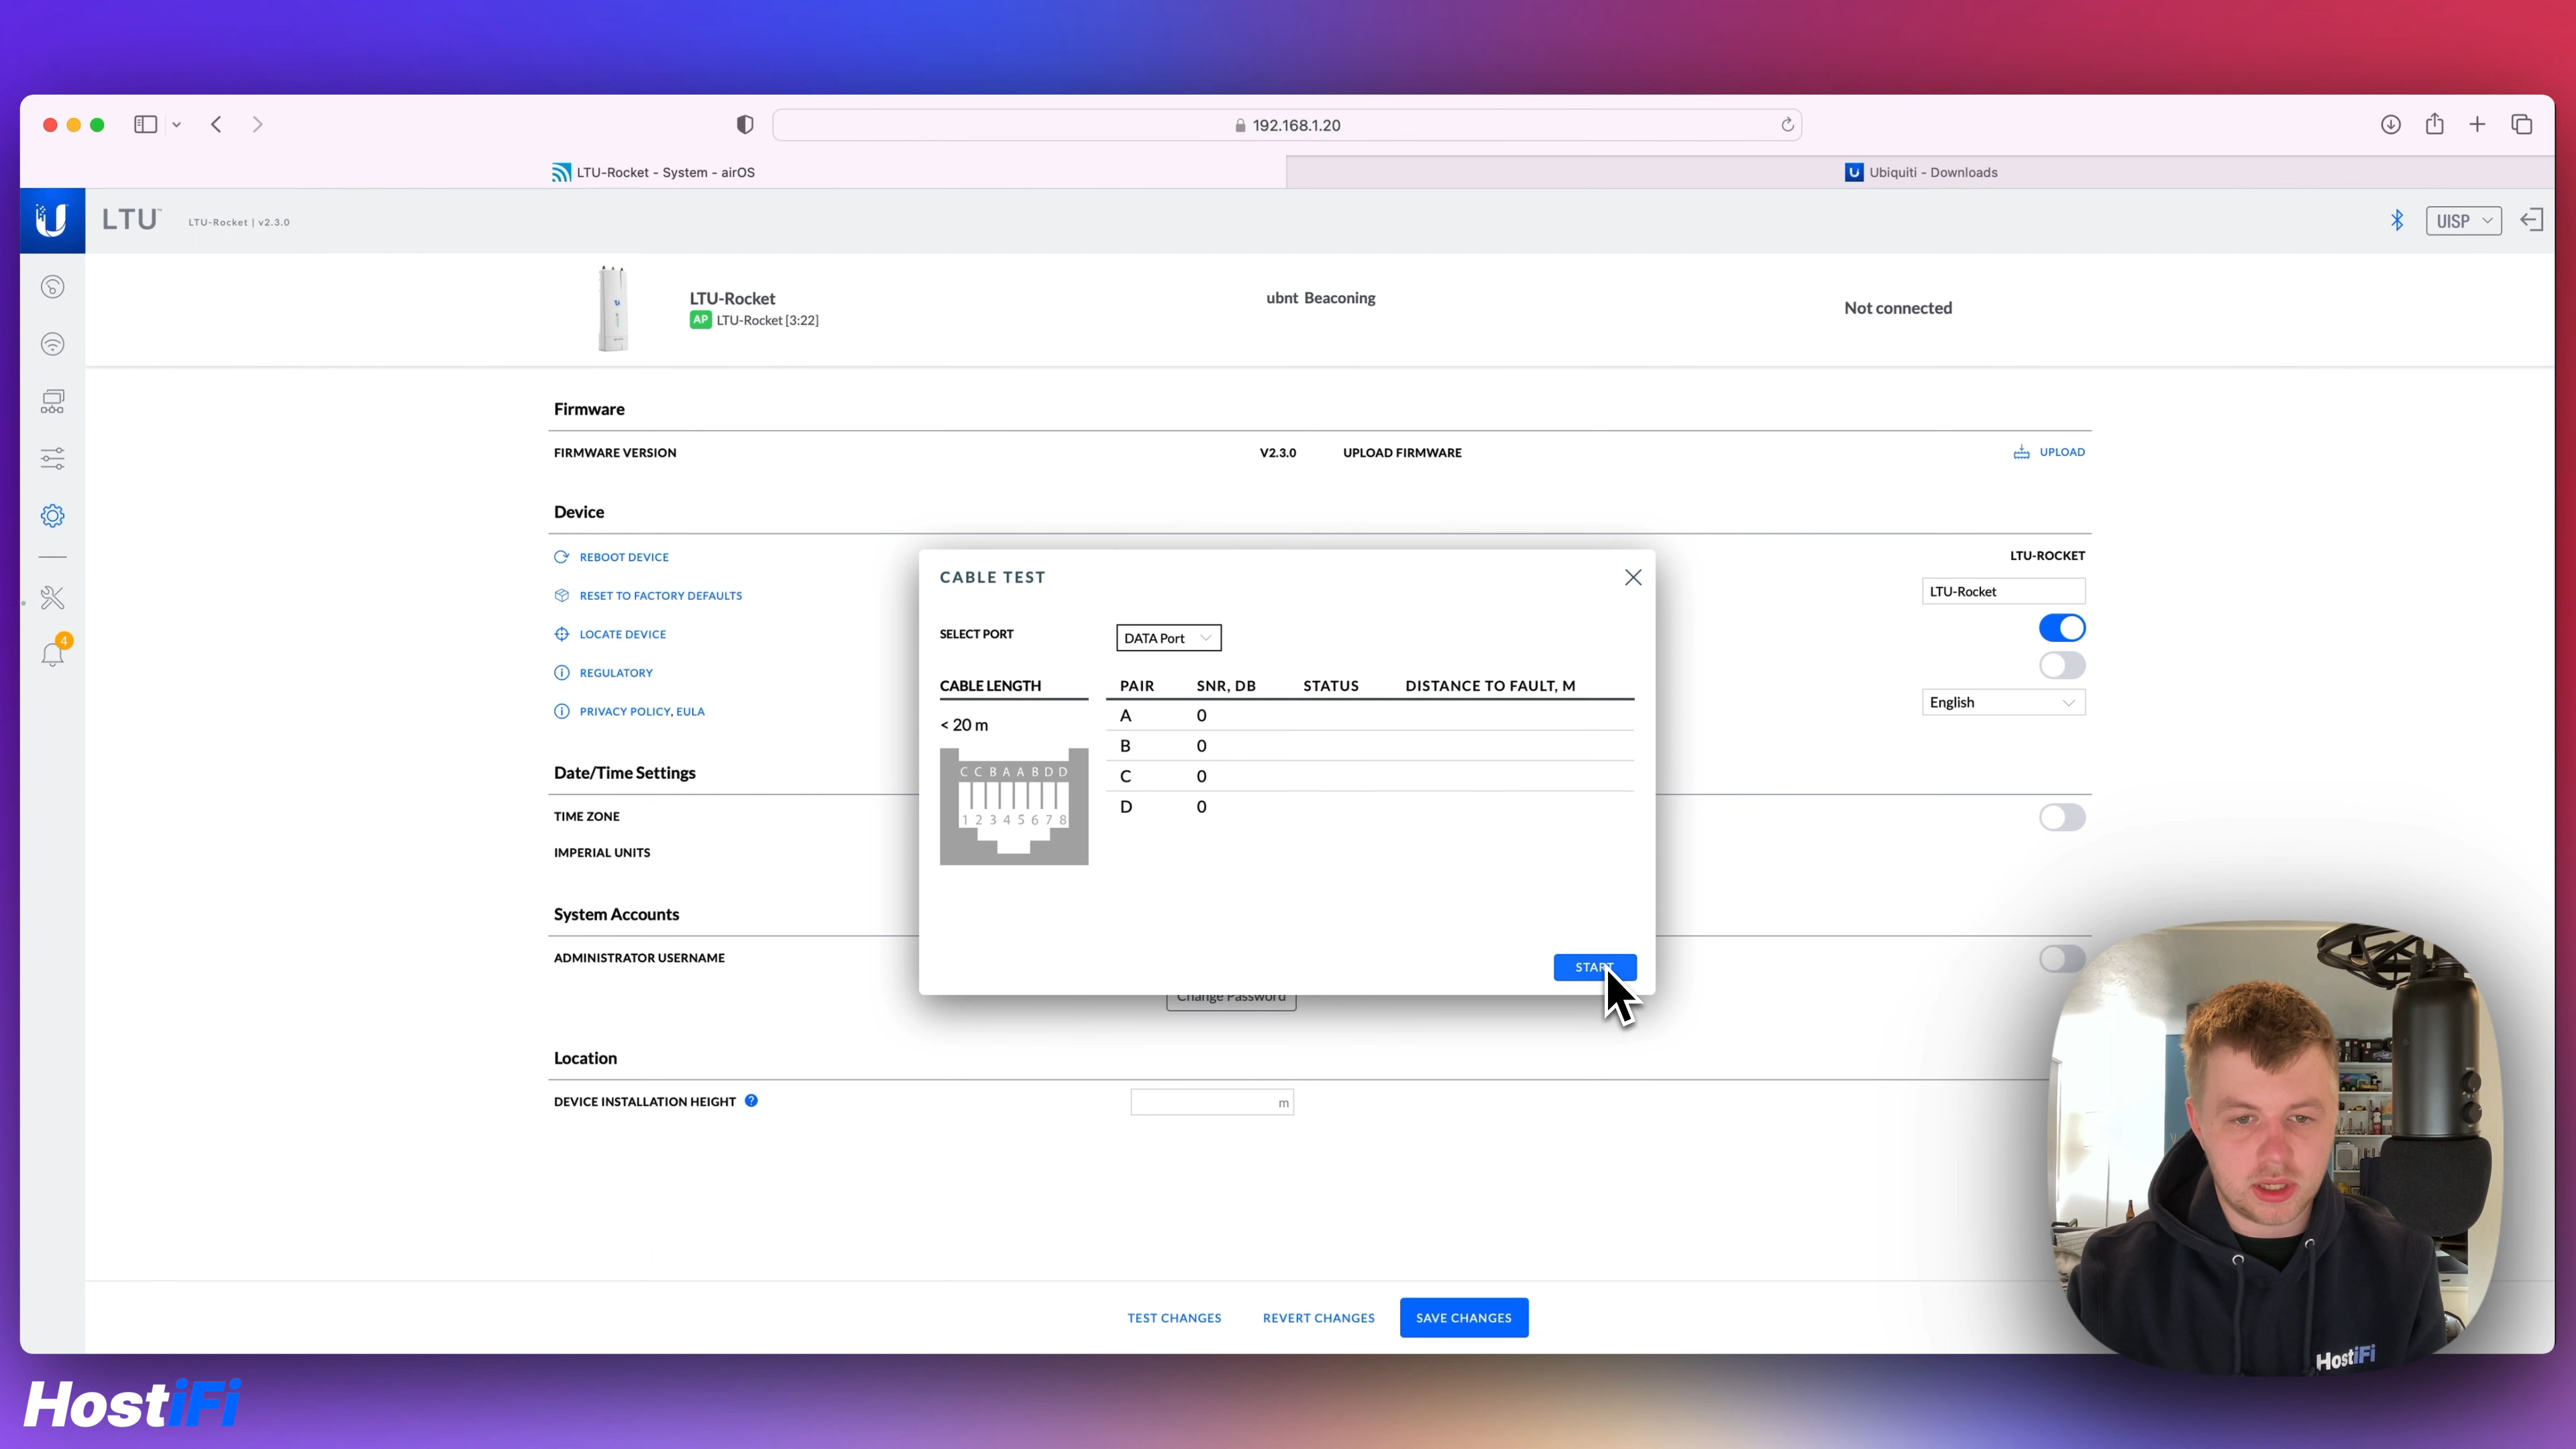 192.168.1.20
LTU-Rocket - System - airOS
Ubiquiti - Downloads
LTU™
LTU-Rocket | v2.3.0
UISP
LTU-Rocket
AP LTU-Rocket [3:22]
ubnt Beaconing
Not connected
Firmware
FIRMWARE VERSION
V2.3.0
UPLOAD FIRMWARE
UPLOAD
Device
REBOOT DEVICE
LTU-ROCKET
RESET TO FACTORY DEFAULTS
LTU-Rocket
LOCATE DEVICE
REGULATORY
PRIVACY POLICY, EULA
English
4
CABLE TEST
SELECT PORT
DATA Port
CABLE LENGTH
PAIR SNR, DB STATUS DISTANCE TO FAULT, M
< 20 m
A 0
B 0
C 0
D 0
C C B A A B D D
1 2 3 4 5 6 7 8
START
Date/Time Settings
TIME ZONE
IMPERIAL UNITS
System Accounts
ADMINISTRATOR USERNAME
Change Password
Location
DEVICE INSTALLATION HEIGHT ?
m
TEST CHANGES
REVERT CHANGES
SAVE CHANGES
HostiFi
HostiFi